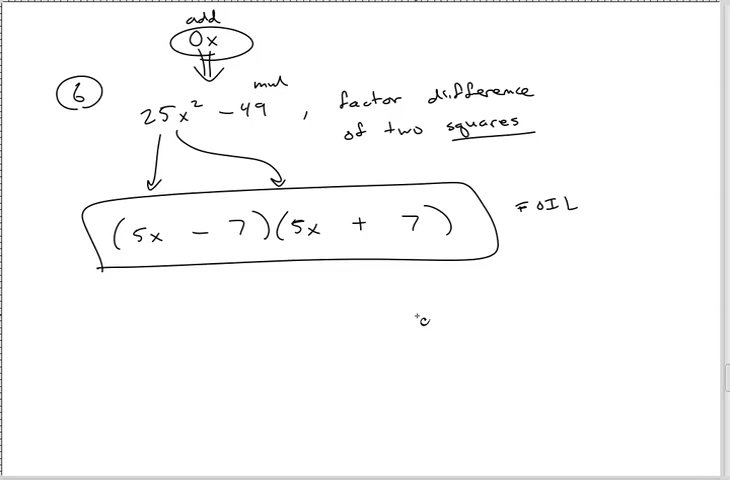 add
0x
6
mul
25x² - 49 , factor difference
of two squares
(5x - 7)(5x + 7)
FOIL
c